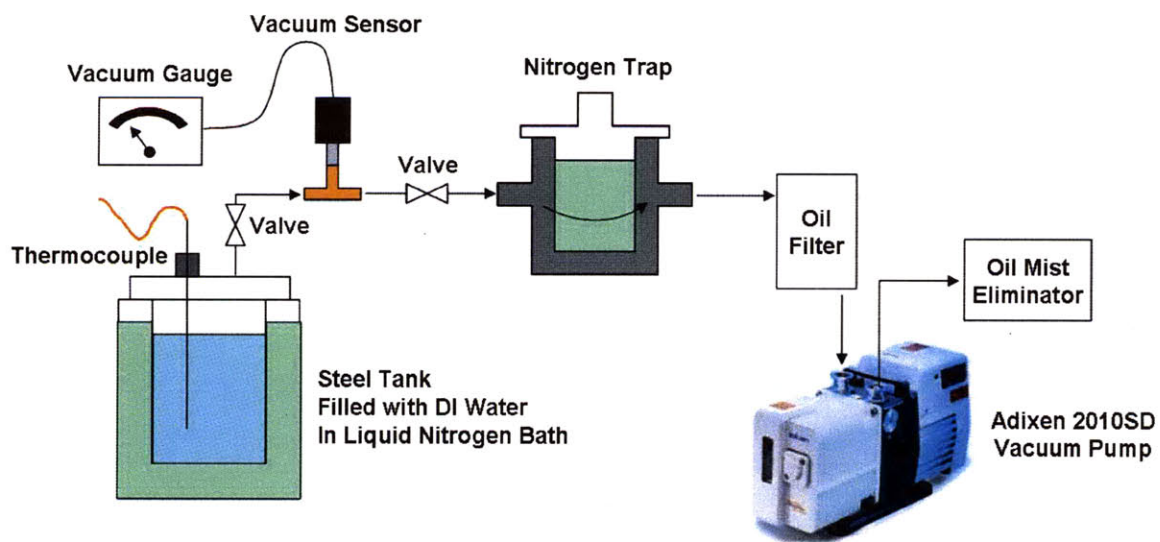 Vacuum Sensor
Vacuum Gauge
Nitrogen Trap
Valve
Valve
Thermocouple
Oil
Filter
Oil Mist
Eliminator
Steel Tank
Filled with DI Water
In Liquid Nitrogen Bath
Adixen 2010SD
Vacuum Pump